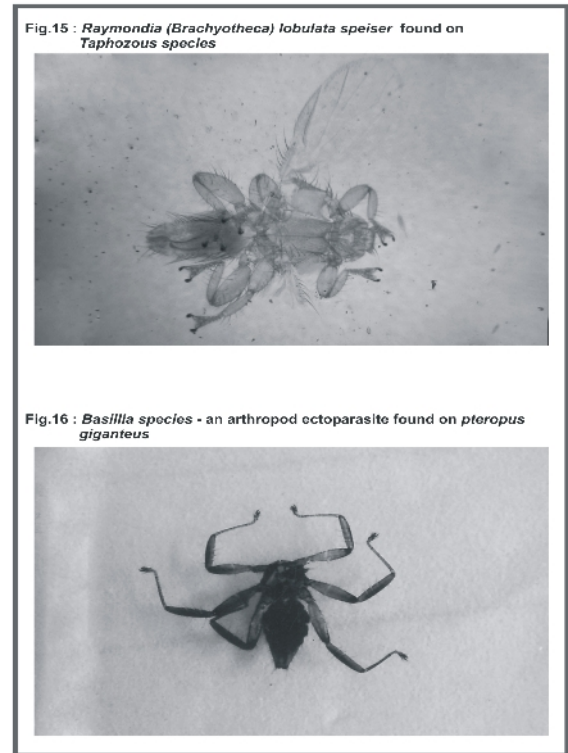 Fig.15 : Raymondia (Brachyotheca) lobulata speiser found on
Taphozous species
Fig.16 : Basillia species - an arthropod ectoparasite found on pteropus
giganteus